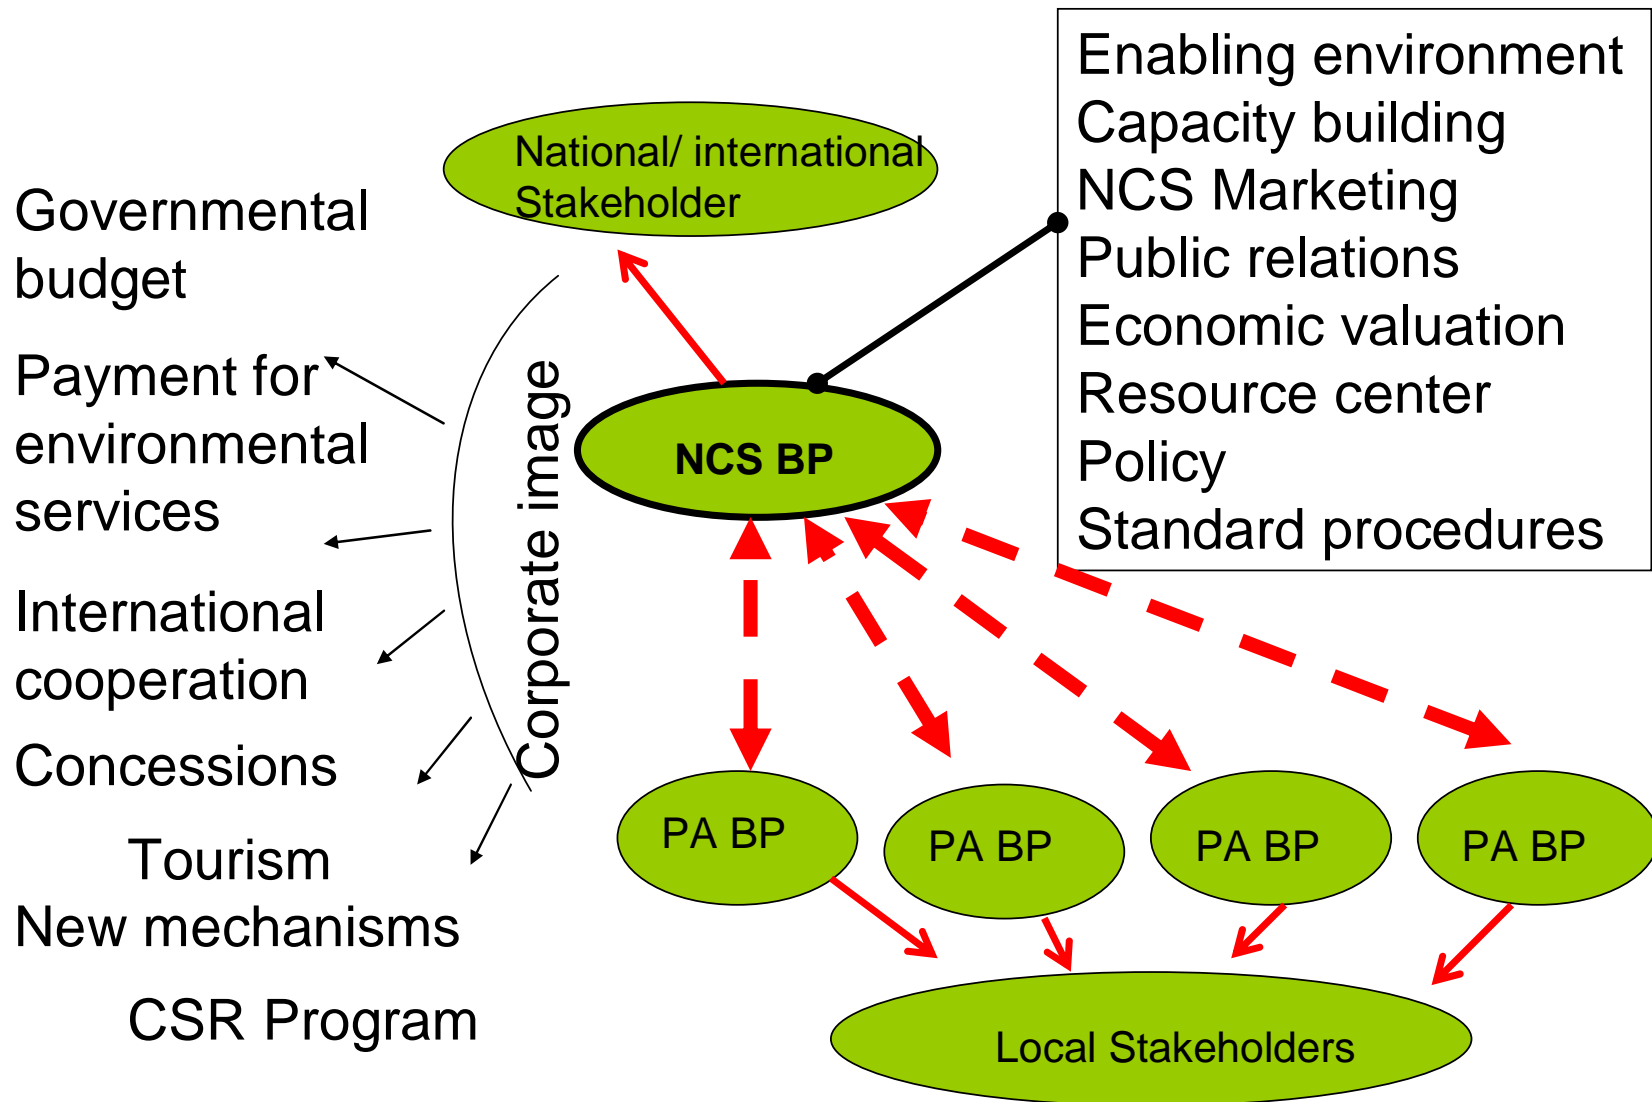 Enabling environment
Capacity building
NCS Marketing
Public relations
Economic valuation
Resource center
Policy
Standard procedures
National/ international
Stakeholder
Governmental
budget
Payment for
environmental
services
International
cooperation
Concessions
Tourism
New mechanisms
CSR Program
Corporate image
NCS BP
PA BP
PA BP
PA BP
PA BP
Local Stakeholders